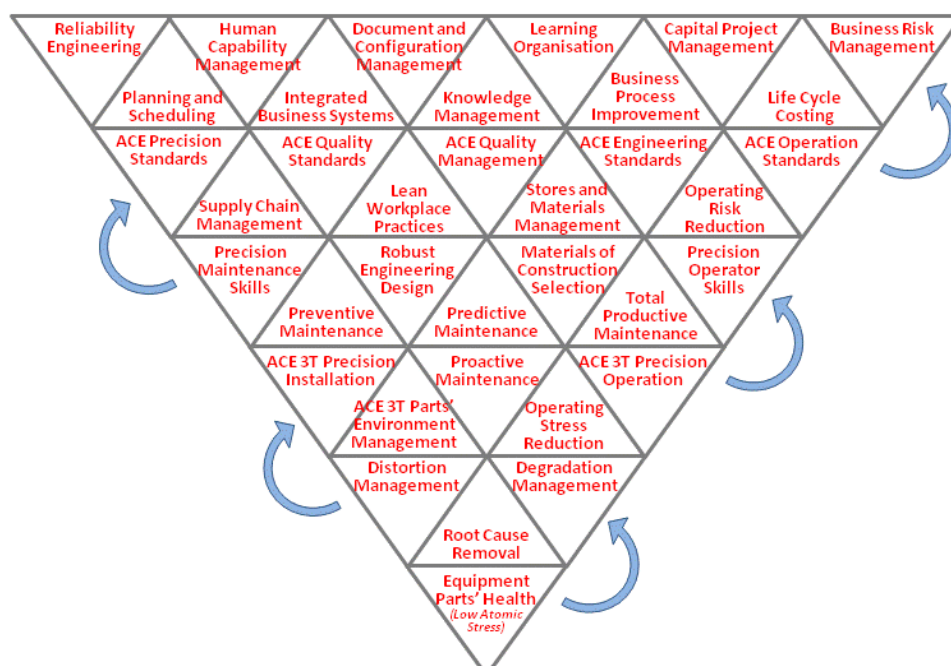 Reliability
Engineering
Human
Capability
Management
Document and
Configuration
Management
Learning
Organisation
Capital Project
Management
Business Risk
Management
Planning and
Scheduling
Integrated
Business Systems
Knowledge
Management
Business
Process
Improvement
Life Cycle
Costing
ACE Precision
Standards
ACE Quality
Standards
ACE Quality
Management
ACE Engineering
Standards
ACE Operation
Standards
Supply Chain
Management
Lean
Workplace
Practices
Stores and
Materials
Management
Operating
Risk
Reduction
Precision
Maintenance
Skills
Robust
Engineering
Design
Materials of
Construction
Selection
Precision
Operator
Skills
Preventive
Maintenance
Predictive
Maintenance
Total
Productive
Maintenance
ACE 3T Precision
Installation
Proactive
Maintenance
ACE 3T Precision
Operation
ACE 3T Parts’
Environment
Management
Operating
Stress
Reduction
Distortion
Management
Degradation
Management
Root Cause
Removal
Equipment
Parts’ Health
(Low Atomic
Stress)